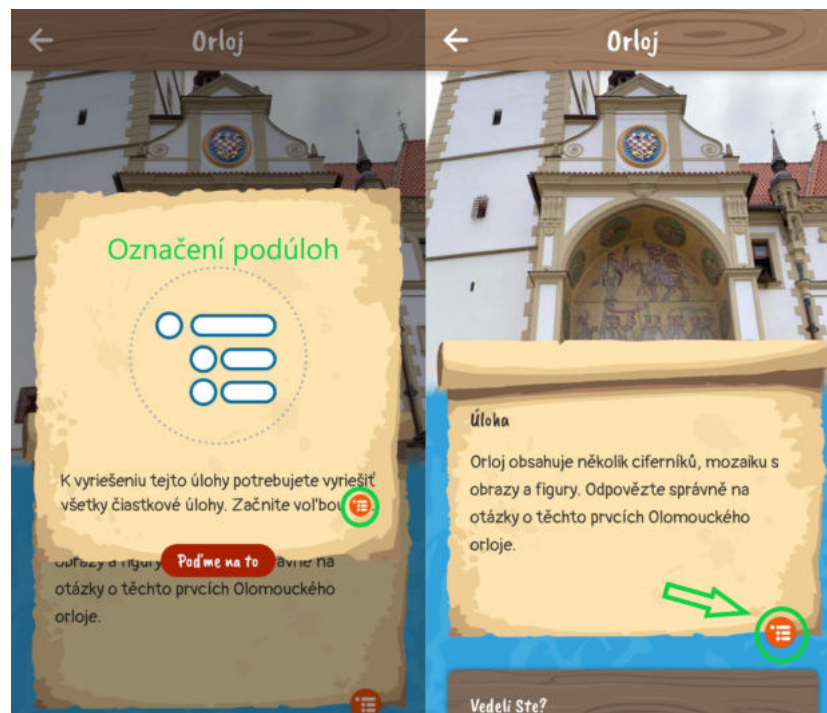 Orloj
Označení podúloh
K vyriešeniu tejto úlohy potrebujete vyriešiť
všetky čiastkové úlohy. Začnite voľbou
obrazy a figury
Poďme na to
na
otázky o těchto prvcích Olomouckého
orloje.
Orloj
Úloha
Orloj obsahuje několik ciferníků, mozaiku s
obrazy a figury. Odpovězte správně na
otázky o těchto prvcích Olomouckého
orloje.
Vedeli Ste?